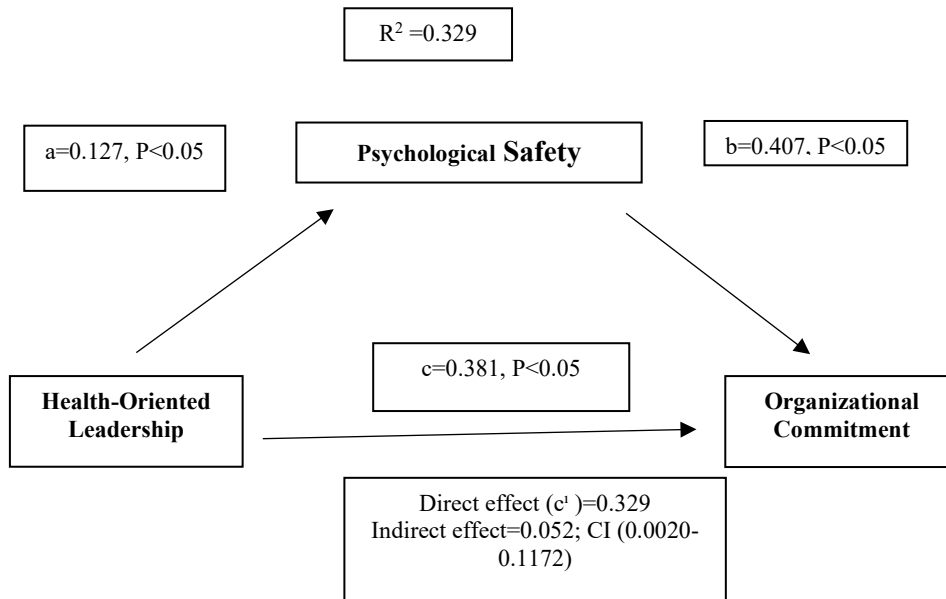 R² =0.329
a=0.127, P<0.05
Psychological Safety
b=0.407, P<0.05
c=0.381, P<0.05
Health-Oriented
Leadership
Organizational
Commitment
Direct effect (c¹ )=0.329
Indirect effect=0.052; CI (0.0020-
0.1172)